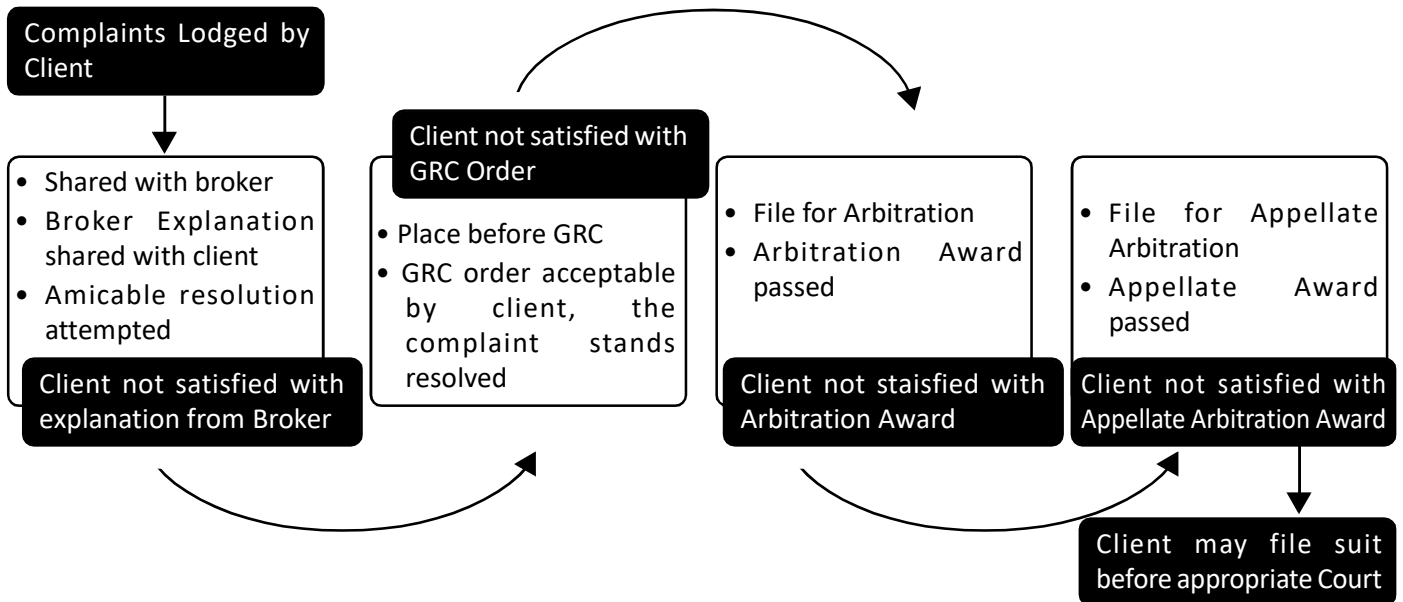 Complaints Lodged by
Client
• Shared with broker
• Broker Explanation
shared with client
• Amicable resolution
attempted
Client not satisfied with
explanation from Broker
Client not satisfied with
GRC Order
• Place before GRC
• GRC order acceptable
by client, the
complaint stands
resolved
• File for Arbitration
• Arbitration Award
passed
Client not staisfied with
Arbitration Award
• File for Appellate
Arbitration
• Appellate Award
passed
Client not satisfied with
Appellate Arbitration Award
Client may file suit
before appropriate Court